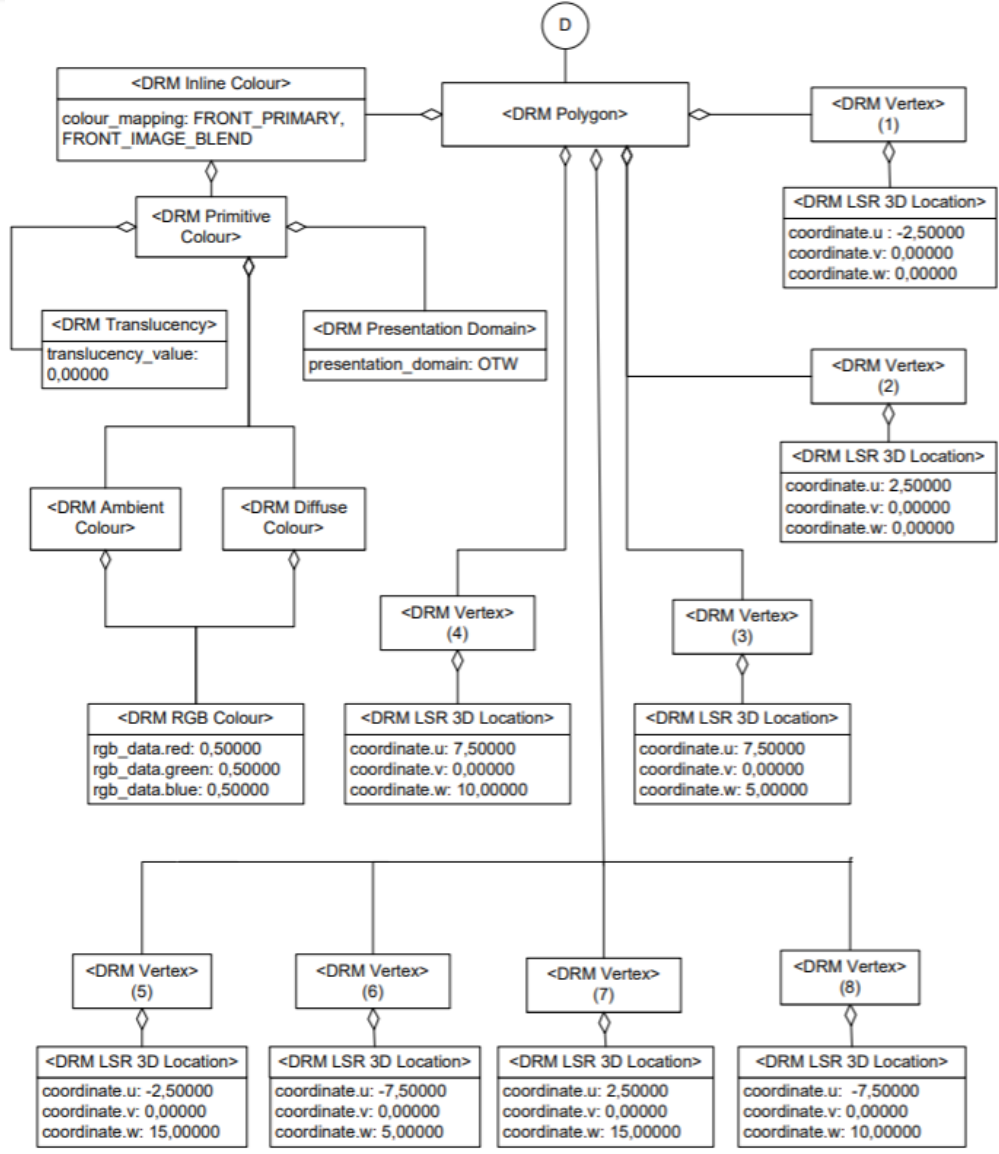 D
<DRM Inline Colour>
colour_mapping: FRONT_PRIMARY,
FRONT_IMAGE_BLEND
<DRM Polygon>
<DRM Vertex>
(1)
<DRM LSR 3D Location>
coordinate.u : -2,50000
coordinate.v: 0,00000
coordinate.w: 0,00000
<DRM Primitive
Colour>
<DRM Translucency>
translucency_value:
0,00000
<DRM Presentation Domain>
presentation_domain: OTW
<DRM Vertex>
(2)
<DRM LSR 3D Location>
coordinate.u: 2,50000
coordinate.v: 0,00000
coordinate.w: 0,00000
<DRM Ambient
Colour>
<DRM Diffuse
Colour>
<DRM Vertex>
(4)
<DRM Vertex>
(3)
<DRM RGB Colour>
rgb_data.red: 0,50000
rgb_data.green: 0,50000
rgb_data.blue: 0,50000
<DRM LSR 3D Location>
coordinate.u: 7,50000
coordinate.v: 0,00000
coordinate.w: 10,00000
<DRM LSR 3D Location>
coordinate.u: 7,50000
coordinate.v: 0,00000
coordinate.w: 5,00000
<DRM Vertex>
(5)
<DRM Vertex>
(6)
<DRM Vertex>
(7)
<DRM Vertex>
(8)
<DRM LSR 3D Location>
coordinate.u: -2,50000
coordinate.v: 0,00000
coordinate.w: 15,00000
<DRM LSR 3D Location>
coordinate.u: -7,50000
coordinate.v: 0,00000
coordinate.w: 5,00000
<DRM LSR 3D Location>
coordinate.u: 2,50000
coordinate.v: 0,00000
coordinate.w: 15,00000
<DRM LSR 3D Location>
coordinate.u: -7,50000
coordinate.v: 0,00000
coordinate.w: 10,00000